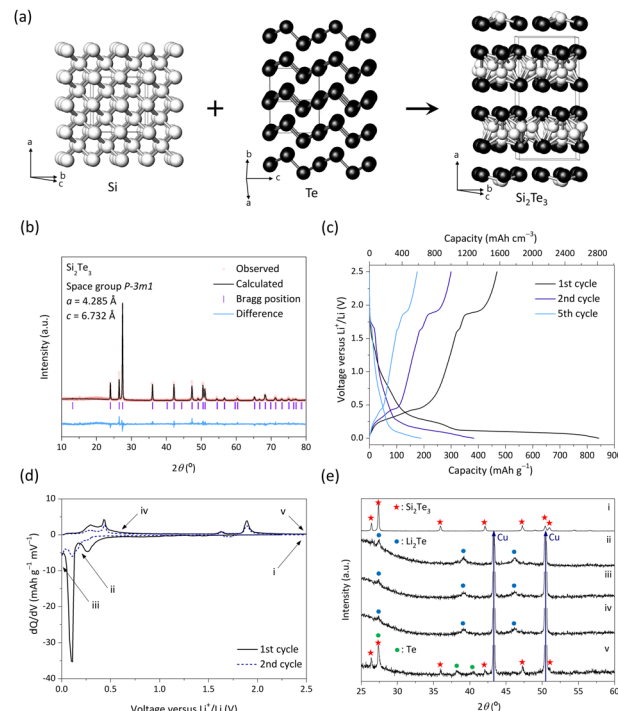 (a)
a
b
c
Si
+
b
c
a
Te
a
b
c
Si₂Te₃
(b)
Si₂Te₃
Space group P-3m1
a = 4.285 Å
c = 6.732 Å
Observed
Calculated
Bragg position
Difference
Intensity (a.u.)
10 20 30 40 50 60 70 80
2θ (°)
(c)
Capacity (mAh cm⁻³)
0 400 800 1200 1600 2000 2400 2800
1st cycle
2nd cycle
5th cycle
Voltage versus Li⁺/Li (V)
2.5
2.0
1.5
1.0
0.5
0.0
0 100 200 300 400 500 600 700 800 900
Capacity (mAh g⁻¹)
(d)
10
0
-10
-20
-30
-40
dQ/dV (mAh g⁻¹ mV⁻¹)
iv
v
iii
ii
i
1st cycle
2nd cycle
0.0 0.5 1.0 1.5 2.0 2.5
Voltage versus Li⁺/Li (V)
(e)
: Si₂Te₃
i
: Li₂Te
Cu
Cu
ii
iii
iv
: Te
v
Intensity (a.u.)
25 30 35 40 45 50 55 60
2θ (°)